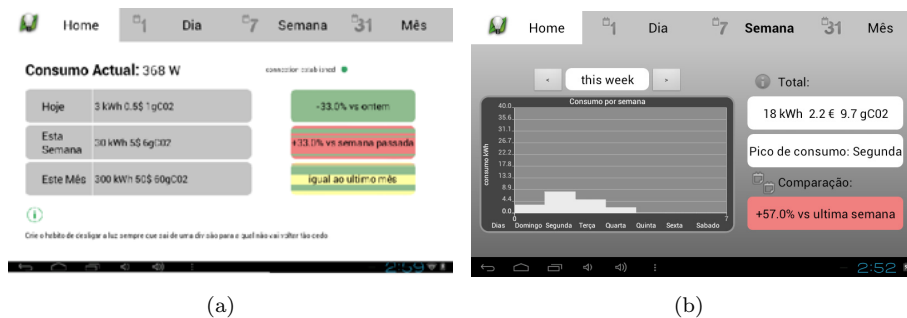 Home 1 Dia 7 Semana 31 Mês
Consumo Actual: 368 W
connection established
Hoje 3 kWh 0.5$ 1gC02 -33.0% vs ontem
Esta Semana 30 kWh 5$ 6gC02 +33.0% vs semana passada
Este Mês 300 kWh 50$ 60gC02 igual ao ultimo mês
Crie o habito de desligar a luz sempre que sai de uma divisão para a qual não vai voltar tão cedo
2:59
(a)
Home 1 Dia 7 Semana 31 Mês
this week
Consumo por semana
consumo kWh
40.0
35.6
31.1
26.7
22.2
17.8
13.3
8.9
4.4
0.0
0 7
Dias Domingo Segunda Terça Quarta Quinta Sexta Sabado
Total:
18 kWh 2.2 € 9.7 gC02
Pico de consumo: Segunda
Comparação:
+57.0% vs ultima semana
2:52
(b)